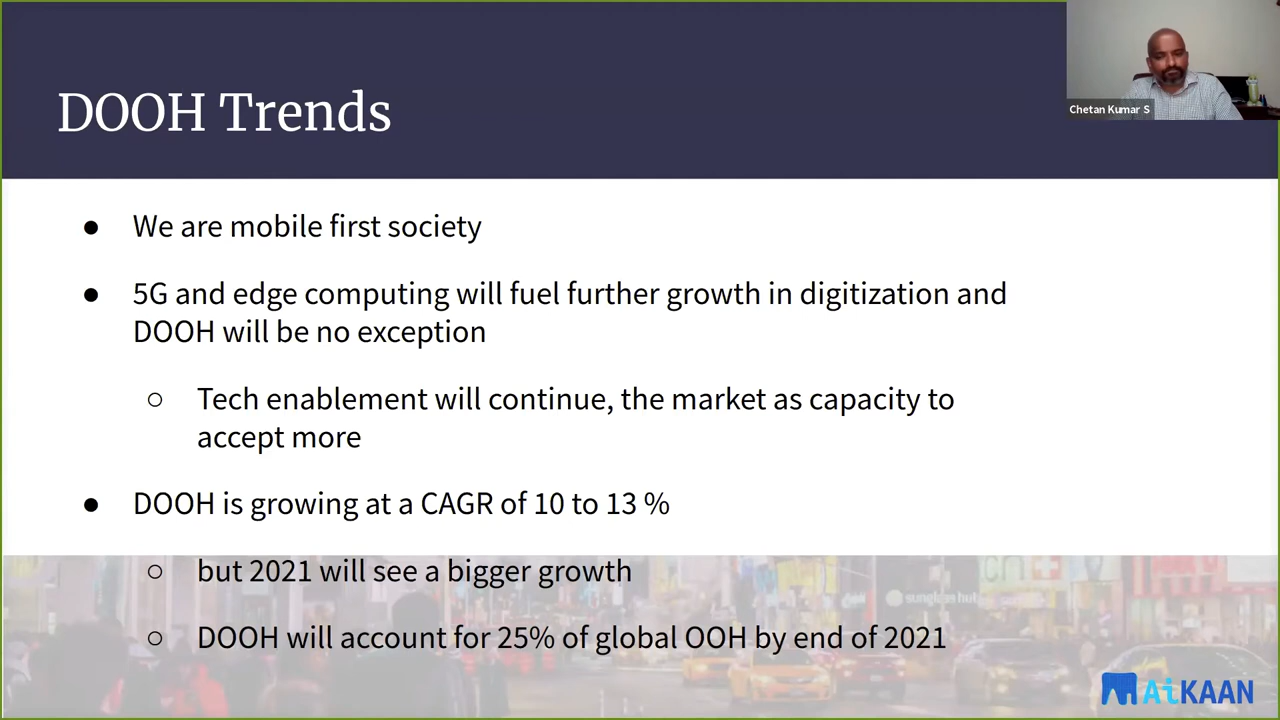 DOOH Trends
Chetan Kumar S
● We are mobile first society
● 5G and edge computing will fuel further growth in digitization and
DOOH will be no exception
○ Tech enablement will continue, the market as capacity to
accept more
● DOOH is growing at a CAGR of 10 to 13 %
○ but 2021 will see a bigger growth
sunglass hut
○ DOOH will account for 25% of global OOH by end of 2021
AiKAAN